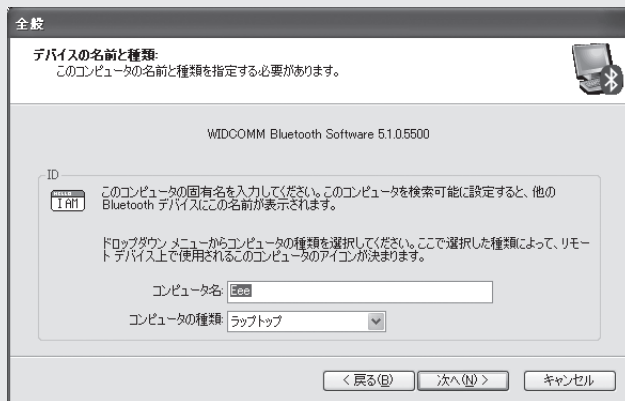 全般
デバイスの名前と種類:
このコンピュータの名前と種類を指定する必要があります。
WIDCOMM Bluetooth Software 5.1.0.5500
ID
I AM
このコンピュータの固有名を入力してください。このコンピュータを検索可能に設定すると、他の
Bluetooth デバイスにこの名前が表示されます。
ドロップダウン メニューからコンピュータの種類を選択してください。ここで選択した種類によって、リモー
ト デバイス上で使用されるこのコンピュータのアイコンが決まります。
コンピュータ名: Eee
コンピュータの種類: ラップトップ
< 戻る(B) 次へ(N) > キャンセル